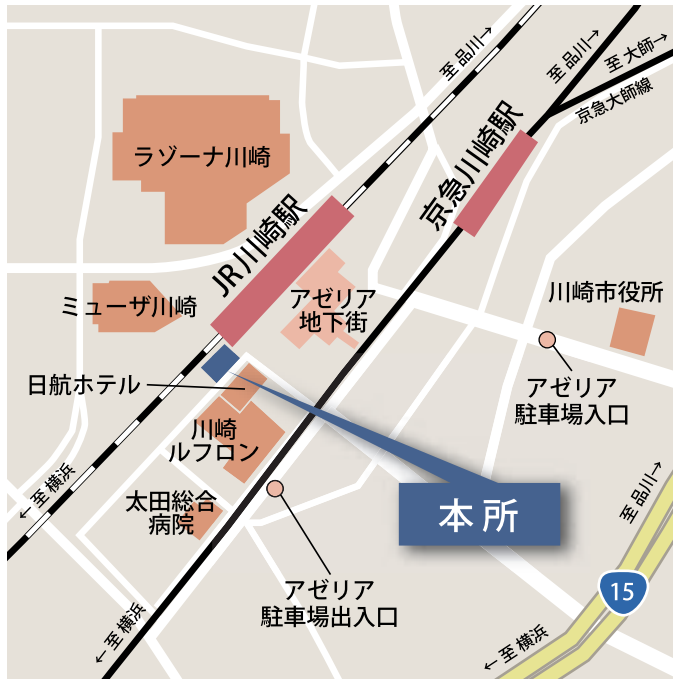 至 品川→
至 品川→
至 大師→
京急大師線
京急川崎駅
ラゾーナ川崎
JR川崎駅
ミューザ川崎
アゼリア
地下街
川崎市役所
日航ホテル
アゼリア
駐車場入口
川崎
ルフロン
←至 横浜
太田総合
病院
本所
至 品川→
アゼリア
駐車場出入口
15
←至 横浜
←至 横浜